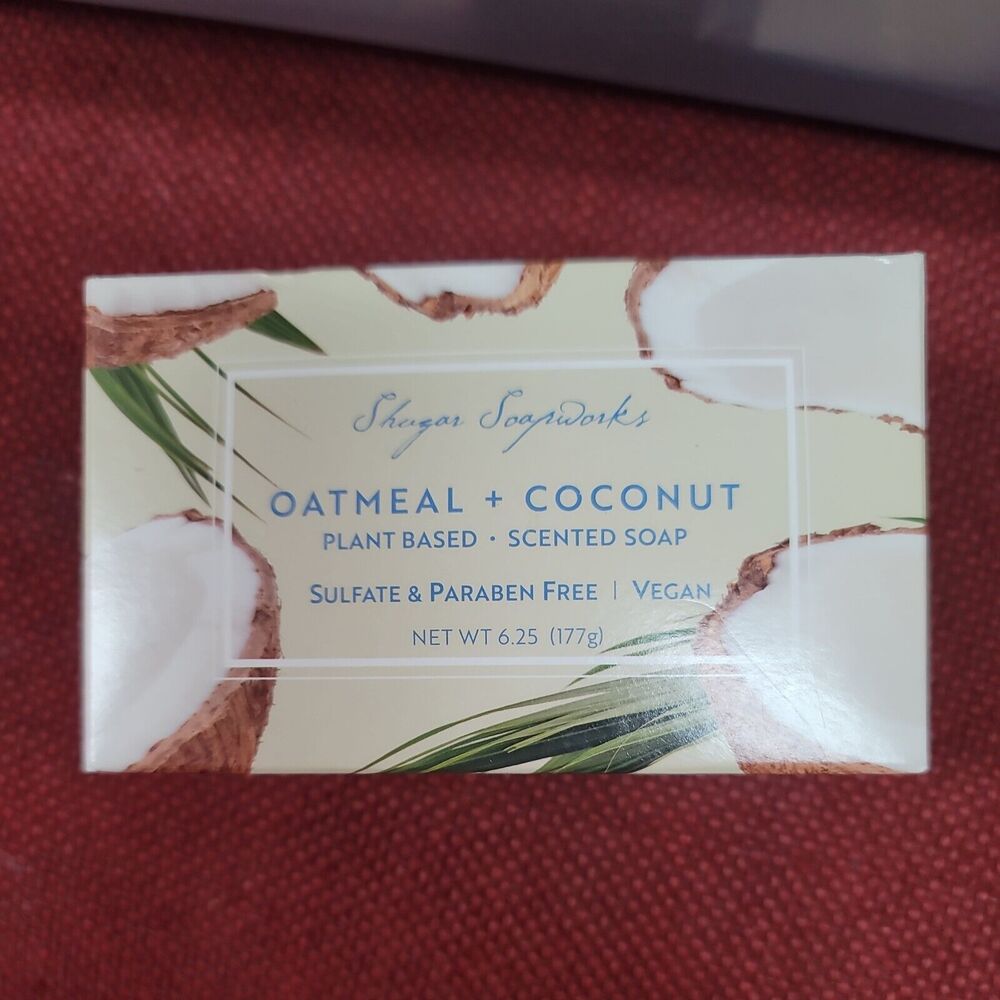 Shugar Soapworks
OATMEAL + COCONUT
PLANT BASED • SCENTED SOAP
SULFATE & PARABEN FREE | VEGAN
NET WT 6.25 (177g)